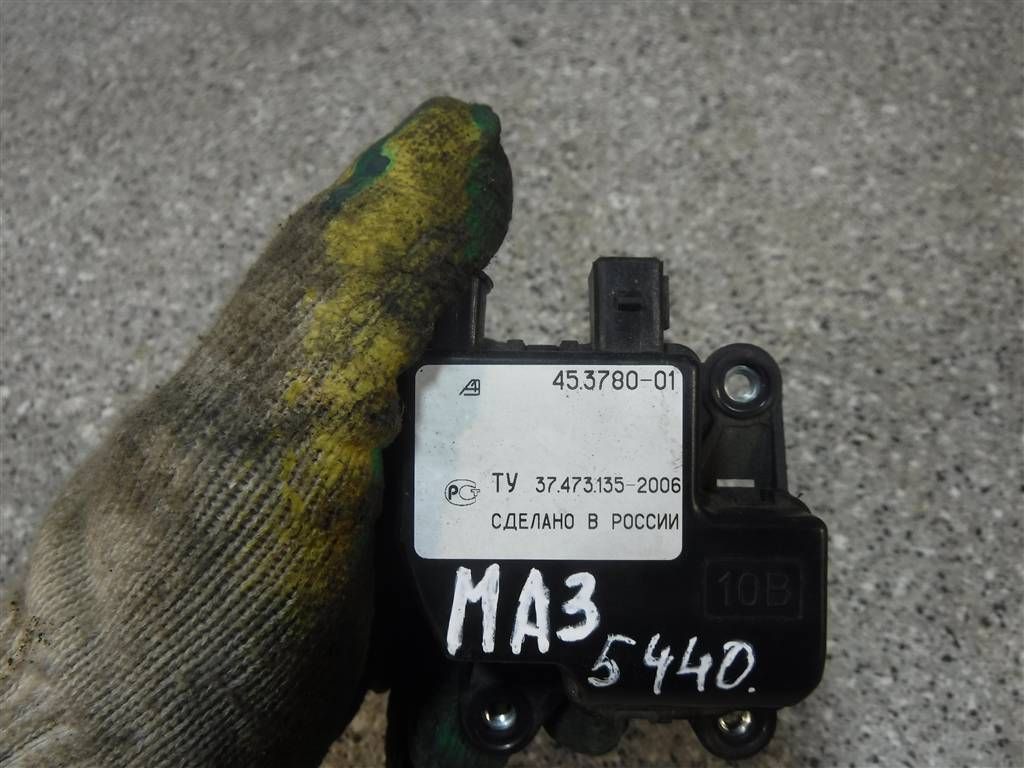 45.3780-01
ТУ 37.473.135-2006
СДЕЛАНО В РОССИИ
10В
МАЗ
5440.